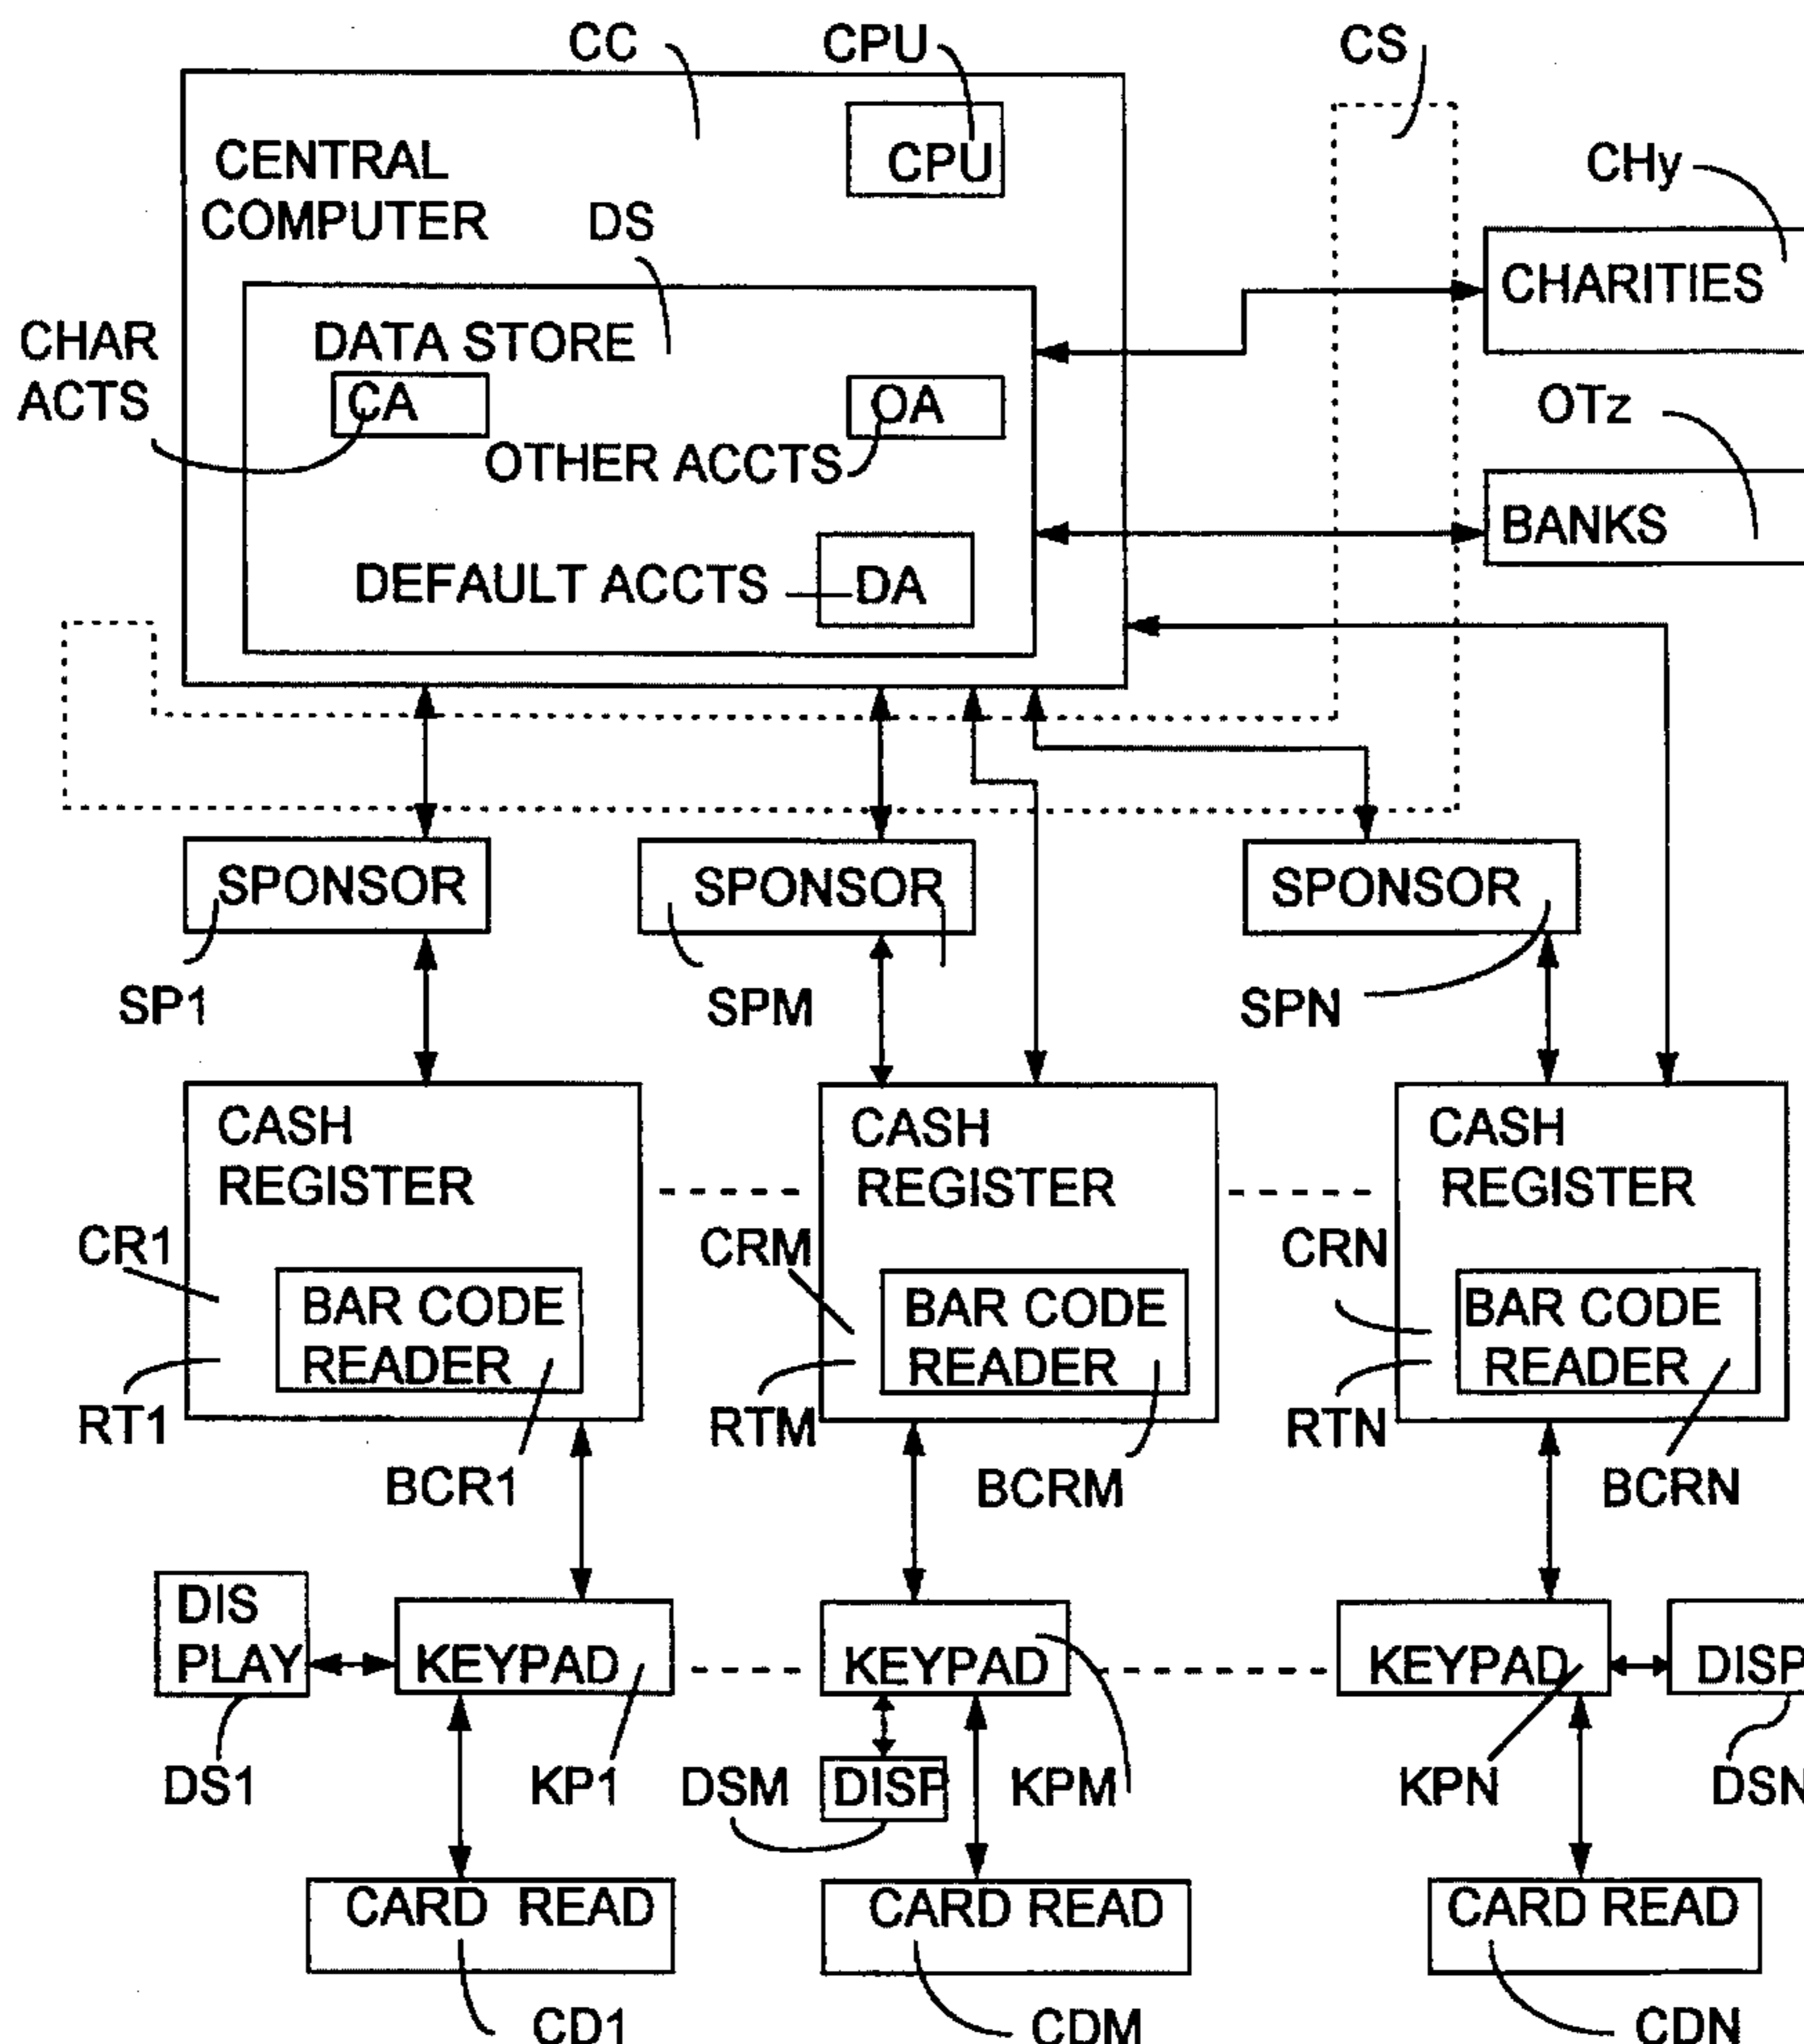 CC
CPU
CS
CENTRAL
COMPUTER
CPU
CHy
DS
CHARITIES
CHAR
ACTS
DATA STORE
CA
OA
OTHER ACCTS
OTz
BANKS
DEFAULT ACCTS
DA
SPONSOR
SPONSOR
SPONSOR
SP1
SPM
SPN
CASH
REGISTER
CASH
REGISTER
CASH
REGISTER
CR1
CRM
CRN
BAR CODE
READER
BAR CODE
READER
BAR CODE
READER
RT1
RTM
RTN
BCR1
BCRM
BCRN
DIS
PLAY
KEYPAD
KEYPAD
KEYPAD
DISP
DS1
KP1
DSM
DISP
KPM
KPN
DSN
CARD READ
CARD READ
CARD READ
CD1
CDM
CDN